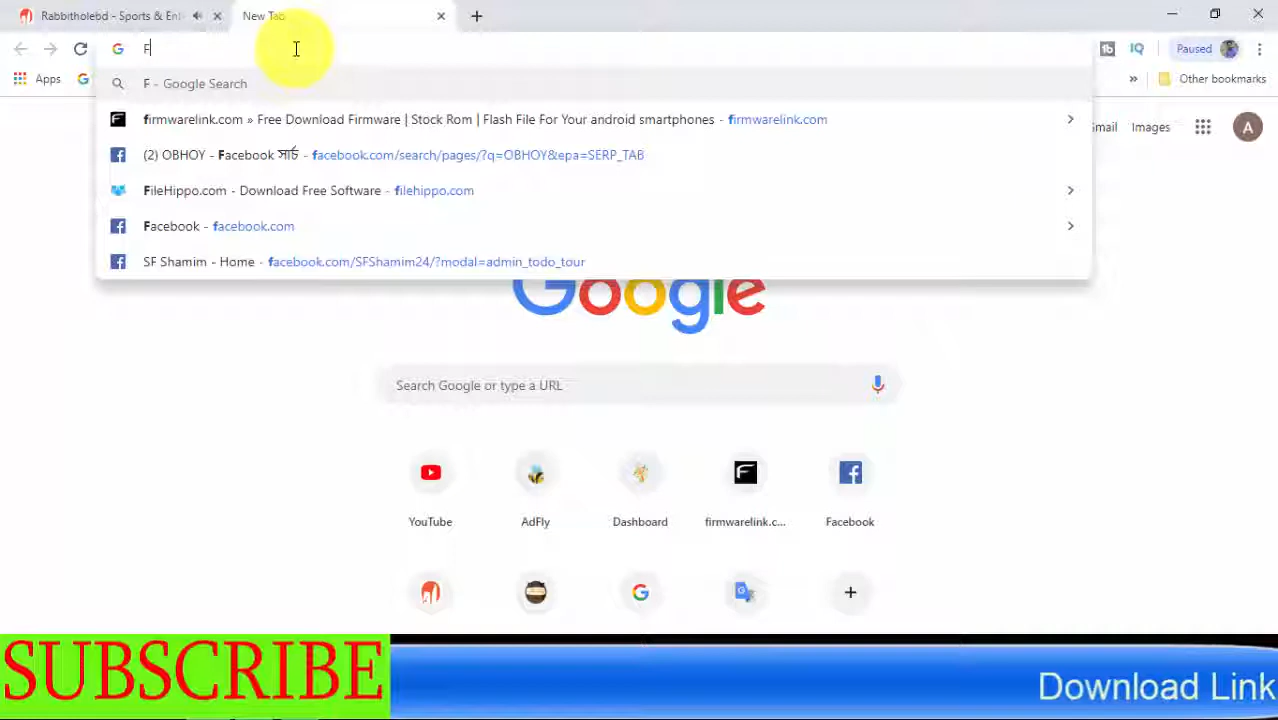 Rabbitholebd - Sports & Ent
New Tab
F
Paused
F - Google Search
Apps
Other bookmarks
firmwarelink.com » Free Download Firmware | Stock Rom | Flash File For Your android smartphones - firmwarelink.com
Gmail Images A
(2) OBHOY - Facebook সার্চ - facebook.com/search/pages/?q=OBHOY&epa=SERP_TAB
FileHippo.com - Download Free Software - filehippo.com
Facebook - facebook.com
SF Shamim - Home - facebook.com/SFShamim24/?modal=admin_todo_tour
Google
Search Google or type a URL
YouTube AdFly Dashboard firmwarelink.c... Facebook
SUBSCRIBE
Download Link